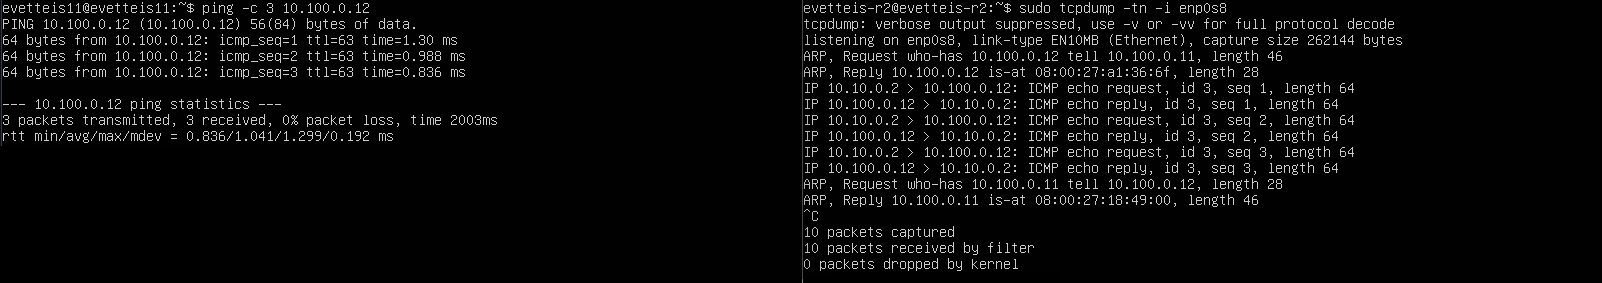 evetteis11@evetteis11:~$ ping -c 3 10.100.0.12
PING 10.100.0.12 (10.100.0.12) 56(84) bytes of data.
64 bytes from 10.100.0.12: icmp_seq=1 ttl=63 time=1.30 ms
64 bytes from 10.100.0.12: icmp_seq=2 ttl=63 time=0.988 ms
64 bytes from 10.100.0.12: icmp_seq=3 ttl=63 time=0.836 ms
--- 10.100.0.12 ping statistics ---
3 packets transmitted, 3 received, 0% packet loss, time 2003ms
rtt min/avg/max/mdev = 0.836/1.041/1.299/0.192 ms
evetteis-r2@evetteis-r2:~$ sudo tcpdump -tn -i enp0s8
tcpdump: verbose output suppressed, use -v or -vv for full protocol decode
listening on enp0s8, link-type EN10MB (Ethernet), capture size 262144 bytes
ARP, Request who-has 10.100.0.12 tell 10.100.0.11, length 46
ARP, Reply 10.100.0.12 is-at 08:00:27:a1:36:6f, length 28
IP 10.10.0.2 > 10.100.0.12: ICMP echo request, id 3, seq 1, length 64
IP 10.100.0.12 > 10.10.0.2: ICMP echo reply, id 3, seq 1, length 64
IP 10.10.0.2 > 10.100.0.12: ICMP echo request, id 3, seq 2, length 64
IP 10.100.0.12 > 10.10.0.2: ICMP echo reply, id 3, seq 2, length 64
IP 10.10.0.2 > 10.100.0.12: ICMP echo request, id 3, seq 3, length 64
IP 10.100.0.12 > 10.10.0.2: ICMP echo reply, id 3, seq 3, length 64
ARP, Request who-has 10.100.0.11 tell 10.100.0.12, length 28
ARP, Reply 10.100.0.11 is-at 08:00:27:18:49:00, length 46
^C
10 packets captured
10 packets received by filter
0 packets dropped by kernel